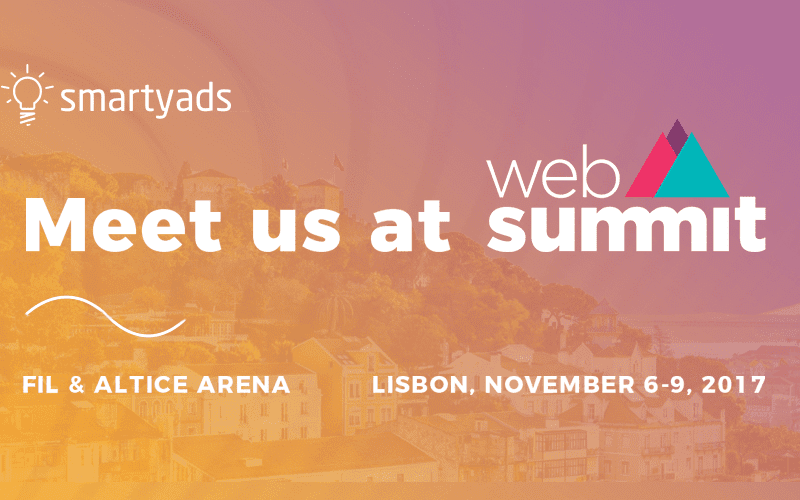 smartyads
Meet us at web summit
FIL & ALTICE ARENA
LISBON, NOVEMBER 6-9, 2017